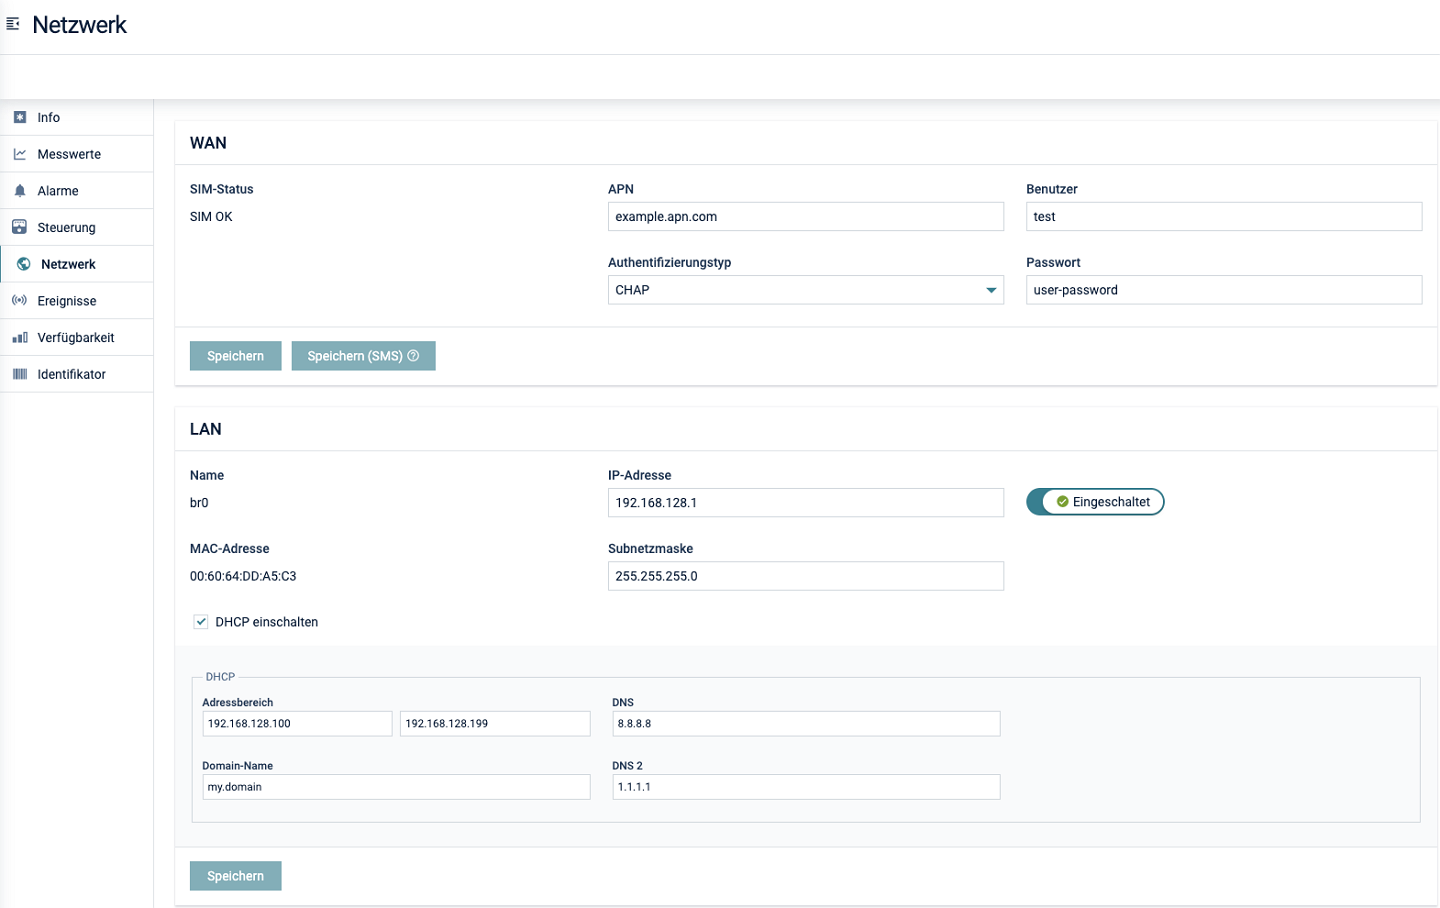 Netzwerk
Info
Messwerte
Alarme
Steuerung
Netzwerk
Ereignisse
Verfügbarkeit
Identifikator
WAN
SIM-Status
SIM OK
APN
example.apn.com
Benutzer
test
Authentifizierungstyp
CHAP
Passwort
user-password
Speichern
Speichern (SMS)
LAN
Name
br0
IP-Adresse
192.168.128.1
Eingeschaltet
MAC-Adresse
00:60:64:DD:A5:C3
Subnetzmaske
255.255.255.0
DHCP einschalten
DHCP
Adressbereich
192.168.128.100
192.168.128.199
DNS
8.8.8.8
Domain-Name
my.domain
DNS 2
1.1.1.1
Speichern